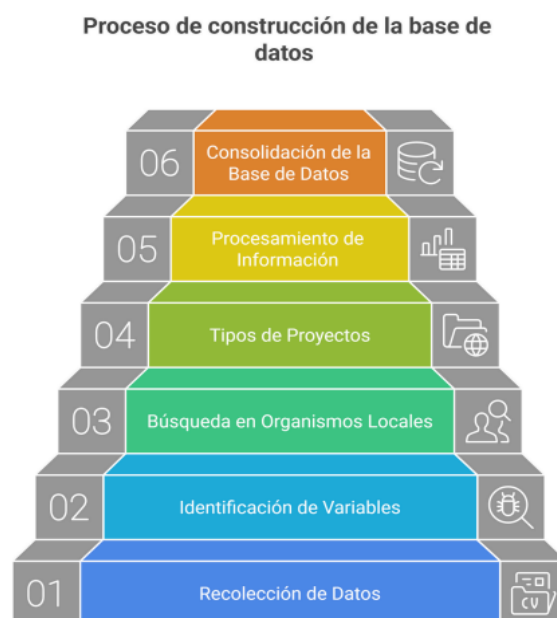 Proceso de construcción de la base de
datos
06
Consolidación de la
Base de Datos
05
Procesamiento de
Información
04
Tipos de Proyectos
03
Búsqueda en Organismos Locales
02
Identificación de Variables
01
Recolección de Datos
CV